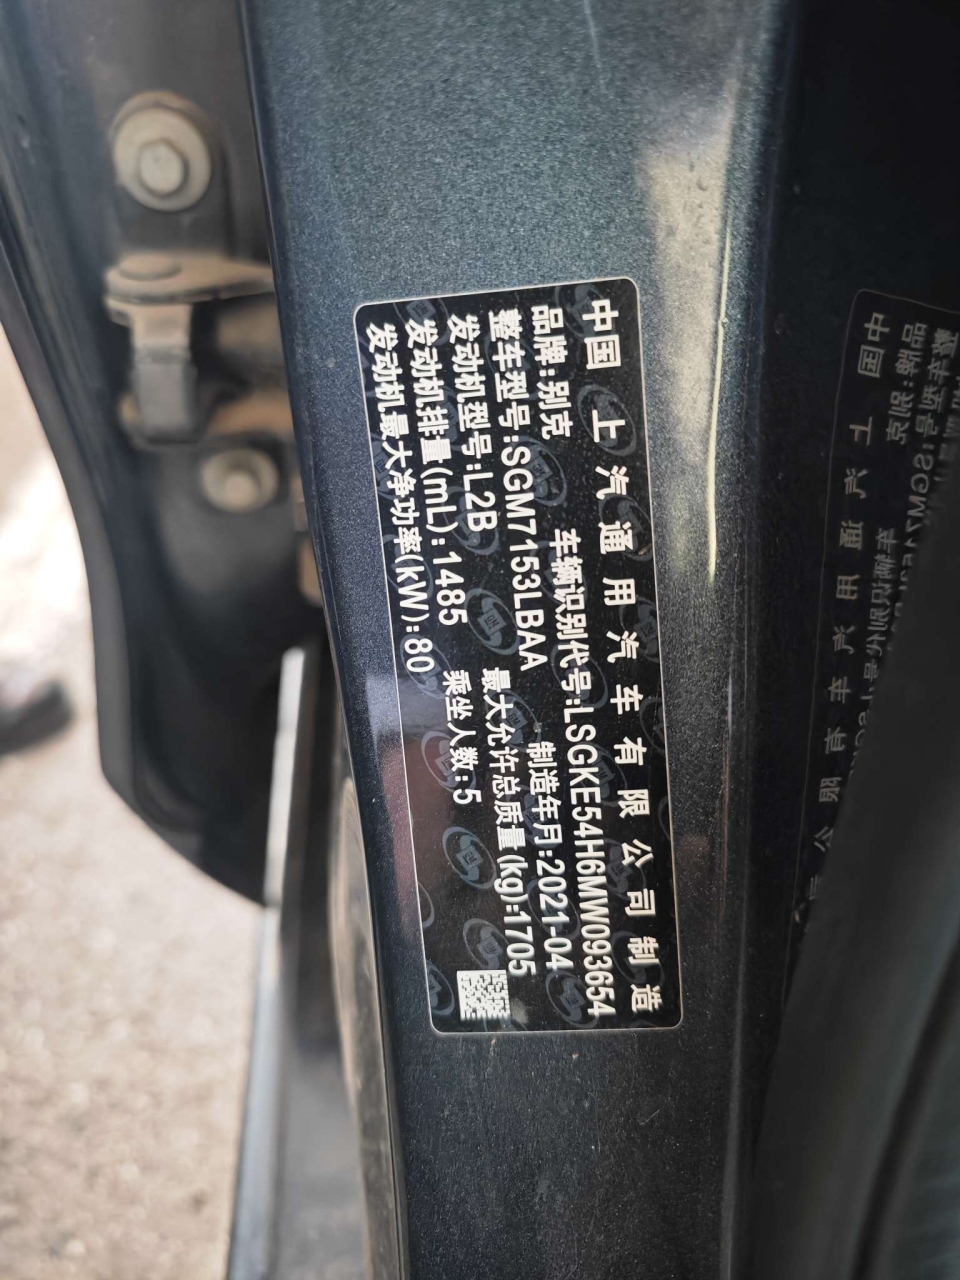 中国 上汽通用汽车有限公司制造
品牌:别克 车辆识别代号:LSGKE54H6MW093654
整车型号:SGM7153LBAA 制造年月:2021-04
发动机型号:L2B 最大允许总质量(kg):1705
发动机排量(mL):1485 乘坐人数:5
发动机最大净功率(kW):80